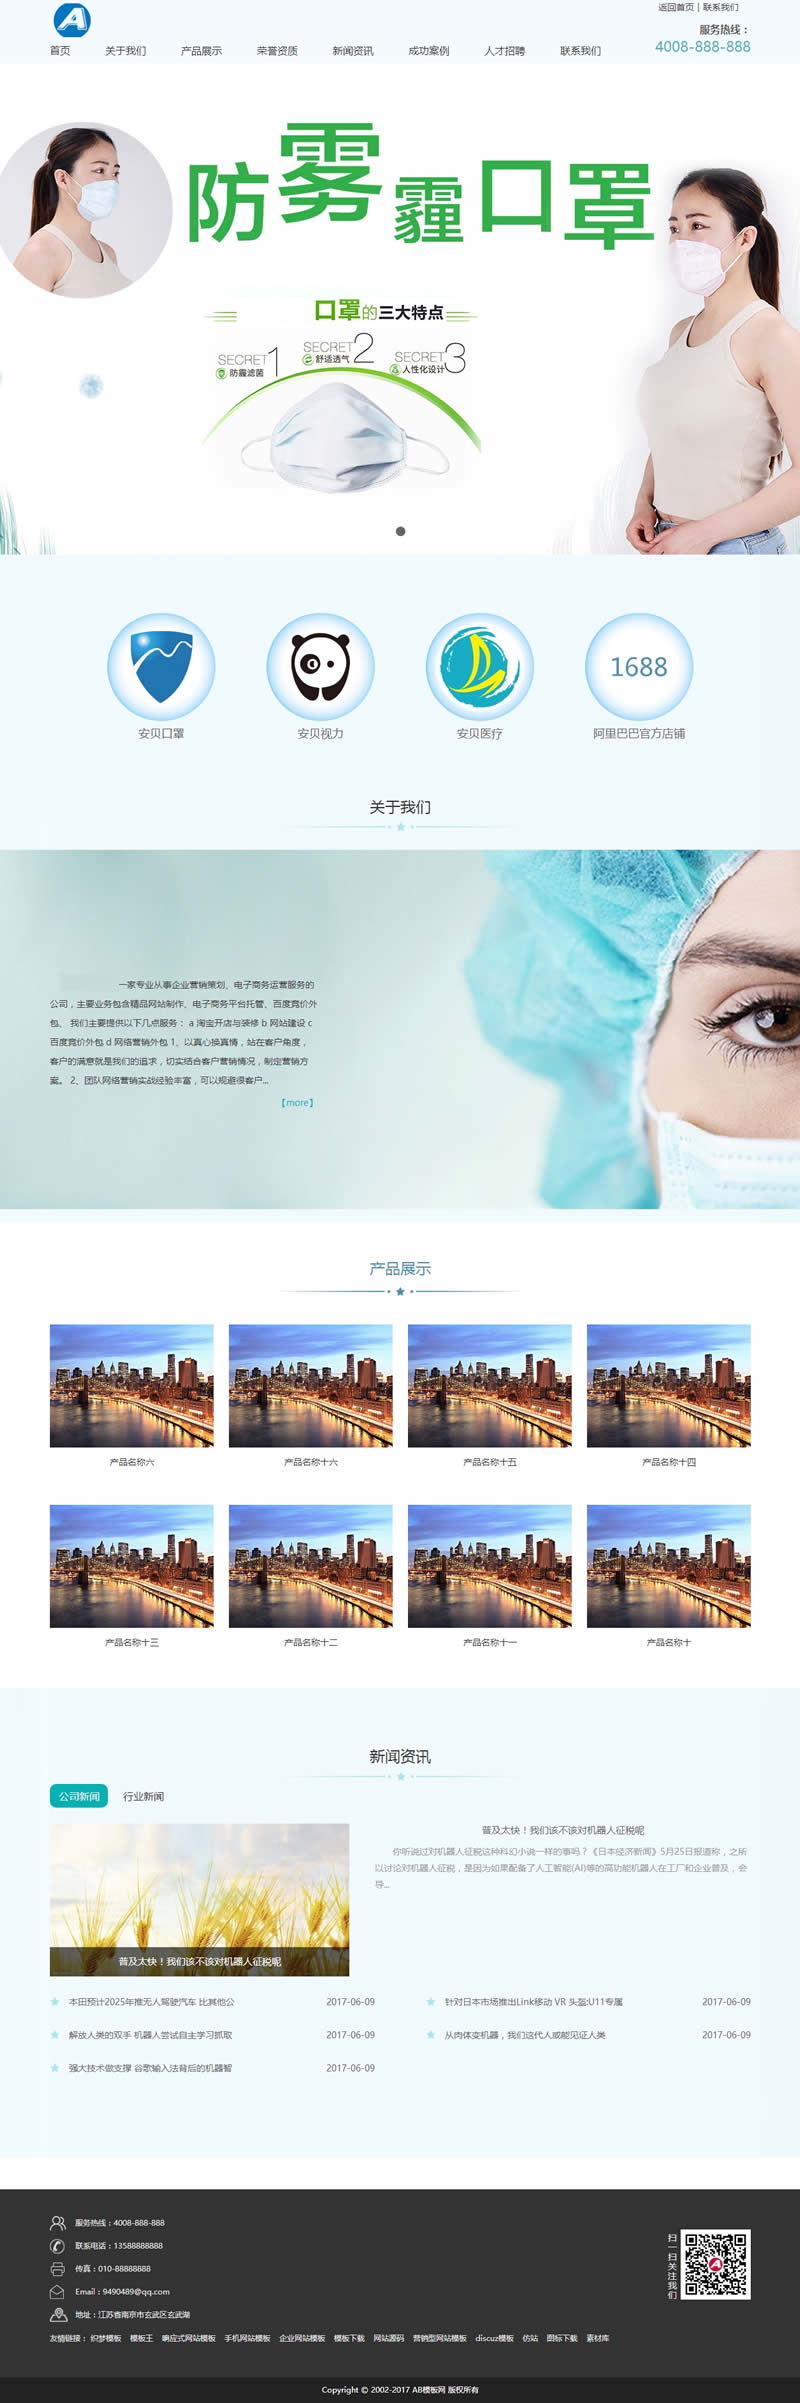 返回首页 | 联系我们
服务热线：
4008-888-888
首页 关于我们 产品展示 荣誉资质 新闻资讯 成功案例 人才招聘 联系我们
防雾霾口罩
口罩的三大特点
SECRET 1
防霾滤菌
SECRET 2
舒适透气
SECRET 3
人性化设计
1688
安贝口罩 安贝视力 安贝医疗 阿里巴巴官方店铺
关于我们
一家专业从事企业营销策划、电子商务运营服务的
公司，主要业务包含精品网站制作、电子商务平台托管、百度竞价外
包、 我们主要提供以下几点服务： a 淘宝开店与装修 b 网站建设 c
百度竞价外包 d 网络营销外包 1、以真心换真情，站在客户角度，
客户的满意就是我们的追求，切实结合客户营销情况，制定营销方
案。 2、团队网络营销实战经验丰富，可以规避很客户...
【more】
产品展示
产品名称六 产品名称十六 产品名称十五 产品名称十四
产品名称十三 产品名称十二 产品名称十一 产品名称十
新闻资讯
公司新闻 行业新闻
普及太快！我们该不该对机器人征税呢
普及太快！我们该不该对机器人征税呢
你听说过对机器人征税这种科幻小说一样的事吗？《日本经济新闻》5月25日报道称，之所
以讨论对机器人征税，是因为如果配备了人工智能(AI)等的高功能机器人在工厂和企业普及，会
导...
本田预计2025年推无人驾驶汽车 比其他公 2017-06-09
针对日本市场推出Link移动 VR 头盔:U11专属 2017-06-09
解放人类的双手 机器人尝试自主学习抓取 2017-06-09
从肉体变机器，我们这代人或能见证人类 2017-06-09
强大技术做支撑 谷歌输入法背后的机器智 2017-06-09
服务热线：4008-888-888
联系电话：13588888888
传真：010-88888888
Email：9490489@qq.com
地址：江苏省南京市玄武区玄武湖
扫一扫关注我们
友情链接： 织梦模板 模板王 响应式网站模板 手机网站模板 企业网站模板 模板下载 网站源码 营销型网站模板 discuz模板 仿站 图标下载 素材库
Copyright © 2002-2017 AB模板网 版权所有